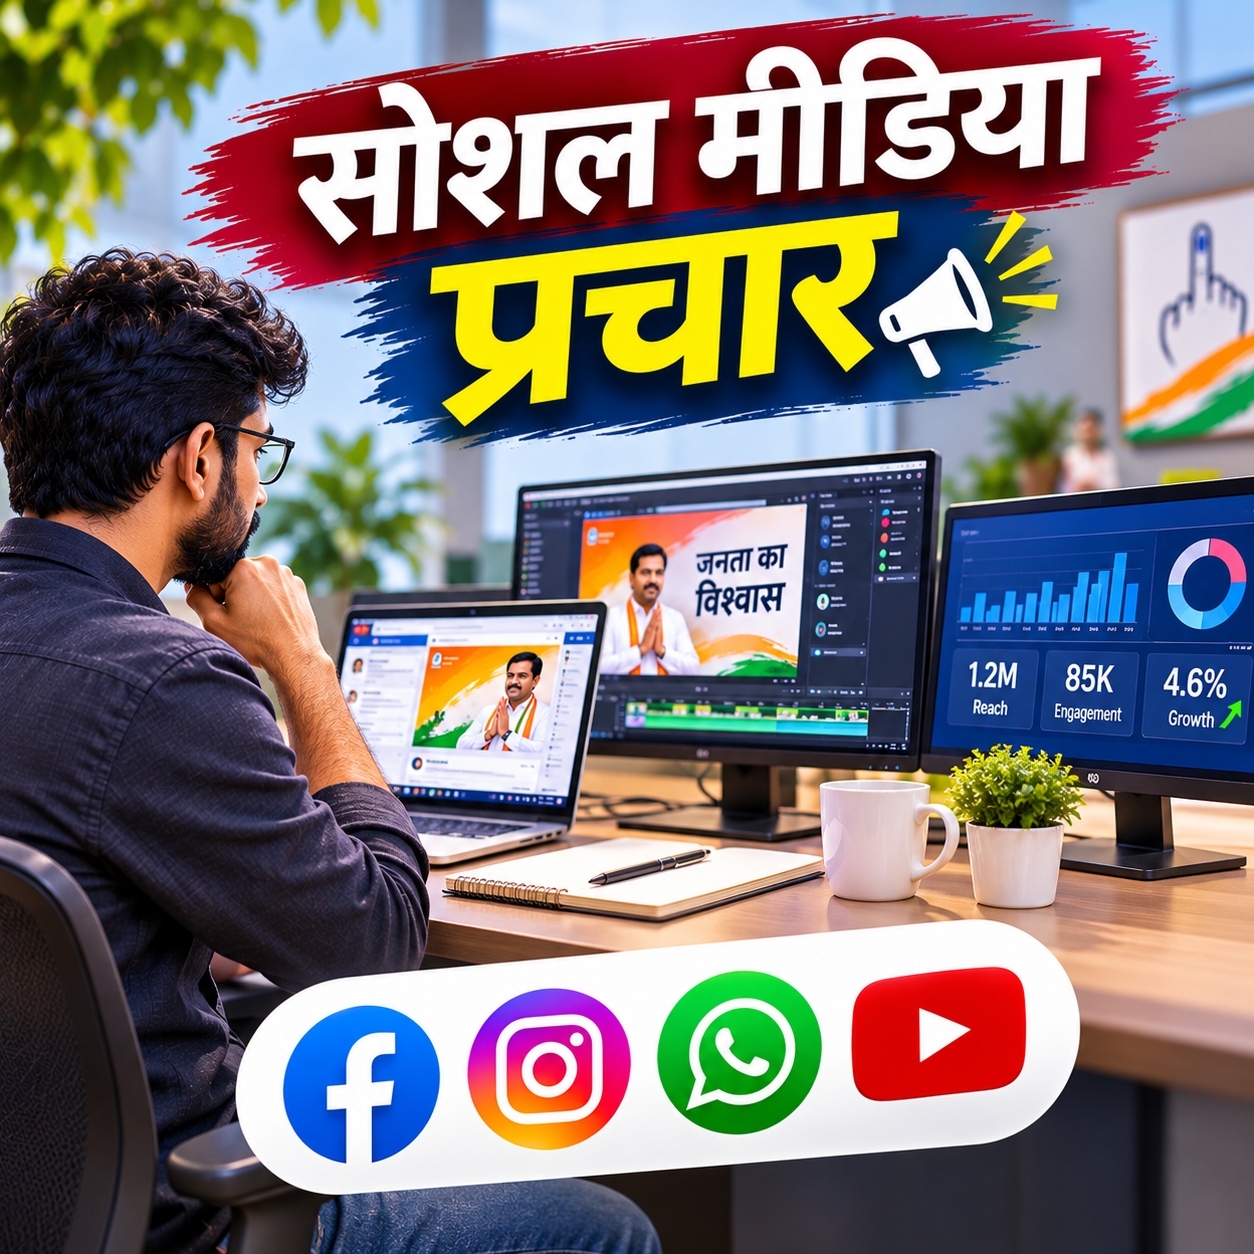 सोशल मीडिया
प्रचार
जनता का
विश्वास
1.2M
Reach
85K
Engagement
4.6%
Growth